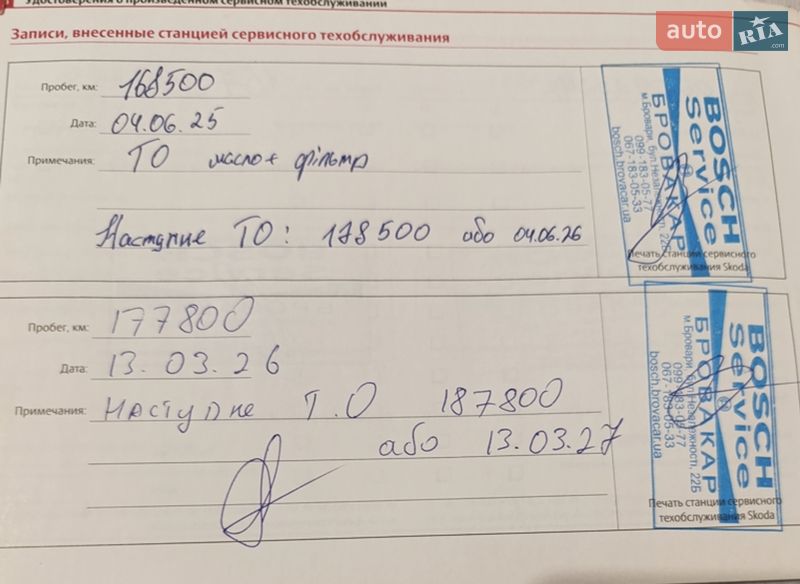 Удостоверения о произведенном сервисном техобслуживании
auto RIA .com
Записи, внесенные станцией сервисного техобслуживания
Пробег, км: 168500
Дата: 04.06.25
Примечания: ТО масло + фільтр
Наступне ТО: 178500 або 04.06.26
BOSCH
Service
БРОВАКАР
м.Бровари, бул.Незалежності, 22Б
099-183-05-77
067-183-05-33
bosch.brovacar.ua
Печать станции сервисного
техобслуживания Skoda
Пробег, км: 177800
Дата: 13.03.26
Примечания: Наступне Т.О 187800
або 13.03.27
BOSCH
Service
БРОВАКАР
м.Бровари, бул.Незалежності, 22Б
099-183-05-77
067-183-05-33
bosch.brovacar.ua
Печать станции сервисного
техобслуживания Skoda